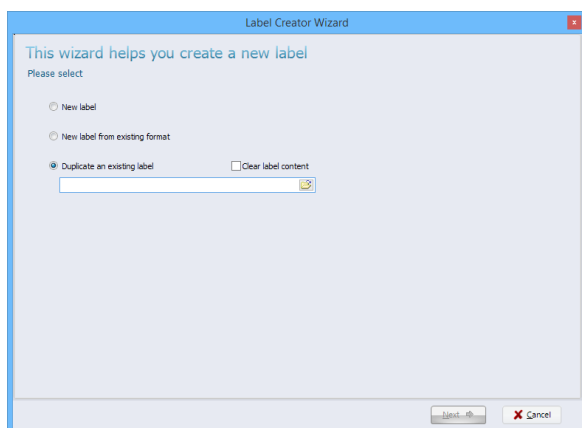 Label Creator Wizard
x
This wizard helps you create a new label
Please select
New label
New label from existing format
Duplicate an existing label Clear label content
Next Cancel